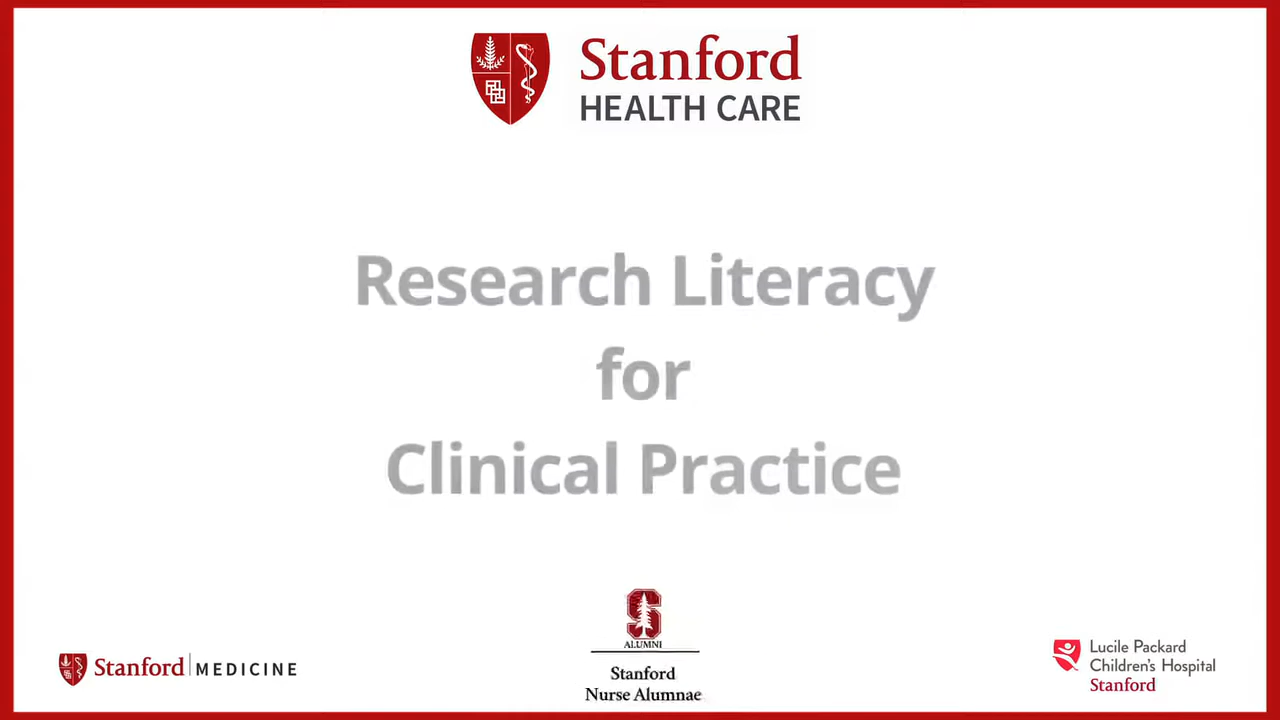 Stanford
HEALTH CARE
Research Literacy
for
Clinical Practice
S
ALUMNI
Stanford
Nurse Alumnae
Stanford MEDICINE
Lucile Packard
Children's Hospital
Stanford